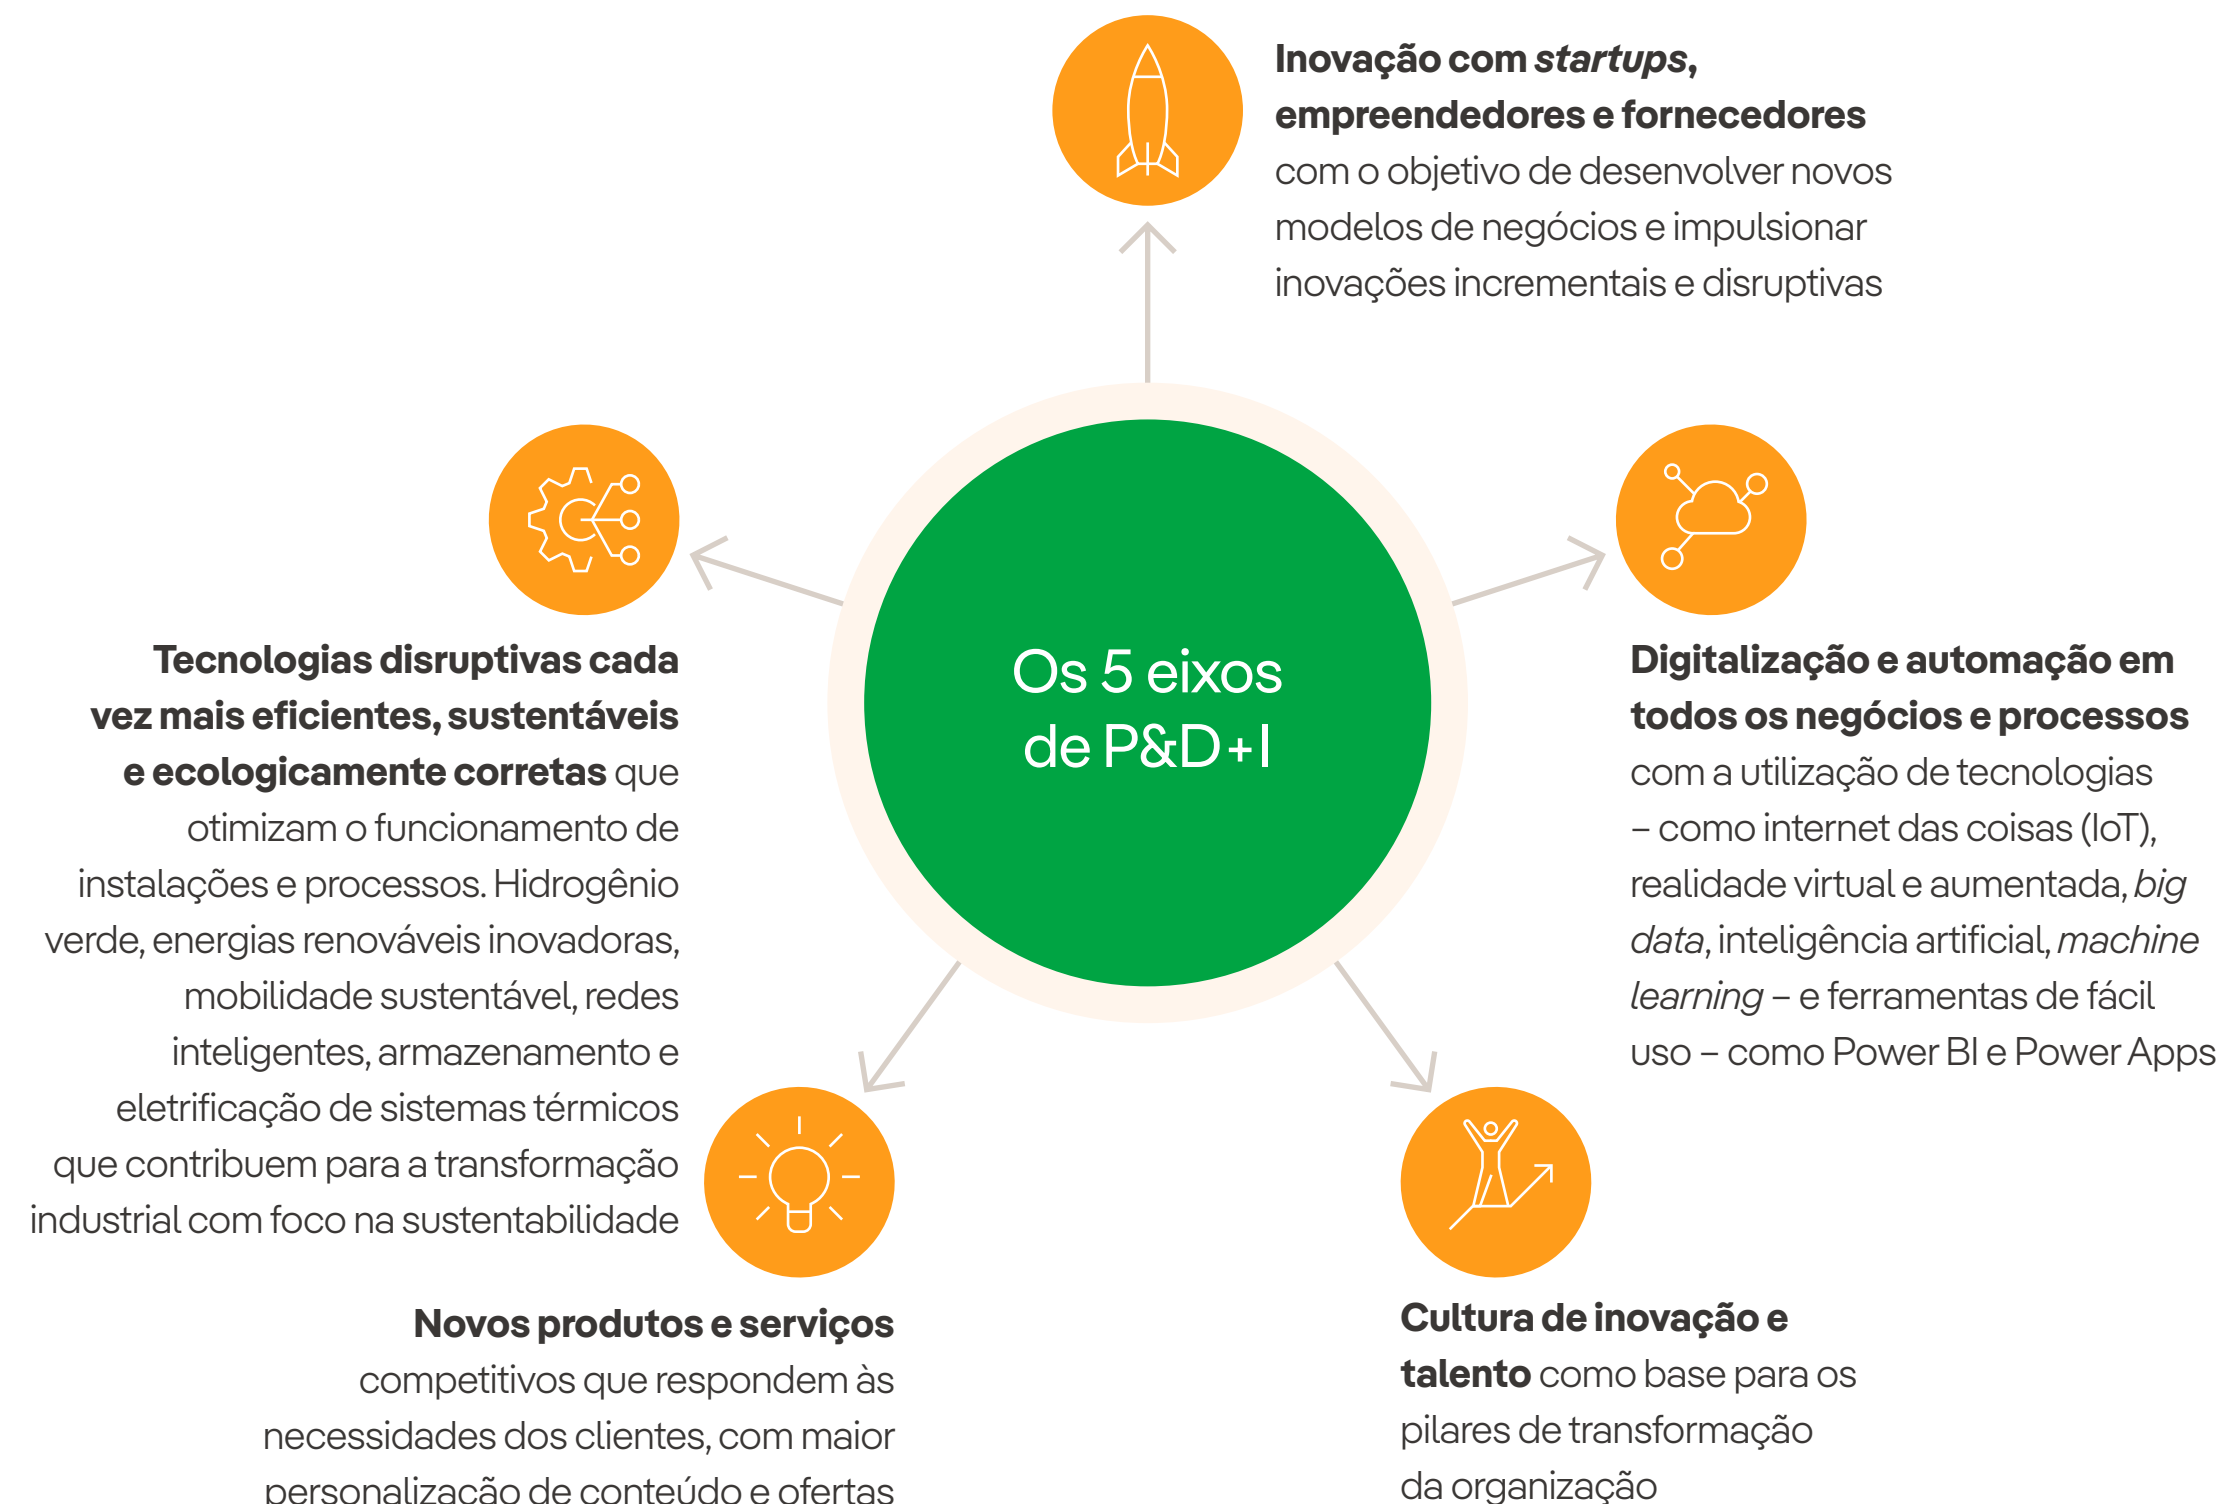 Inovação com startups,
empreendedores e fornecedores
com o objetivo de desenvolver novos
modelos de negócios e impulsionar
inovações incrementais e disruptivas
Os 5 eixos
de P&D+I
Tecnologias disruptivas cada
vez mais eficientes, sustentáveis
e ecologicamente corretas que
otimizam o funcionamento de
instalações e processos. Hidrogênio
verde, energias renováveis inovadoras,
mobilidade sustentável, redes
inteligentes, armazenamento e
eletrificação de sistemas térmicos
que contribuem para a transformação
industrial com foco na sustentabilidade
Digitalização e automação em
todos os negócios e processos
com a utilização de tecnologias
– como internet das coisas (IoT),
realidade virtual e aumentada, big
data, inteligência artificial, machine
learning – e ferramentas de fácil
uso – como Power BI e Power Apps
Novos produtos e serviços
competitivos que respondem às
necessidades dos clientes, com maior
personalização de conteúdo e ofertas
Cultura de inovação e
talento como base para os
pilares de transformação
da organização